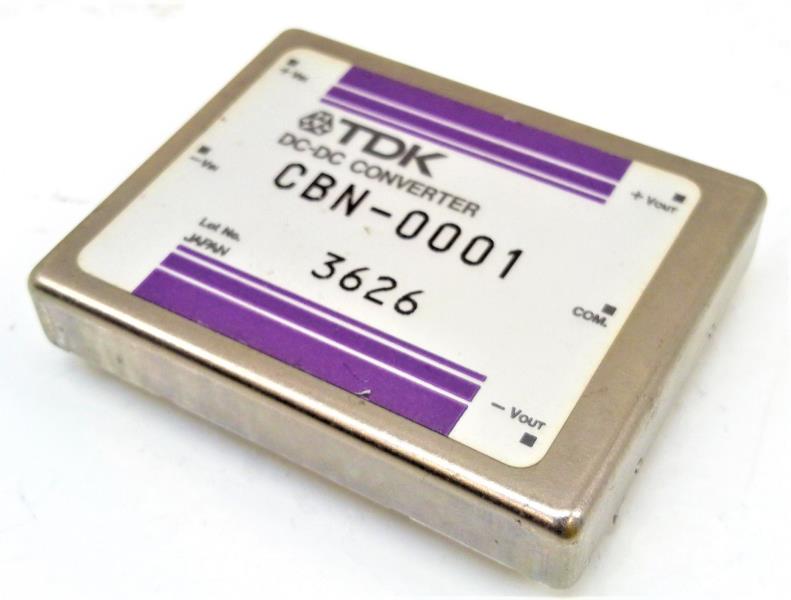 + VIN
TDK
DC-DC CONVERTER
CBN-0001
- VIN
+ VOUT
Lot No.
JAPAN
3626
COM.
- VOUT